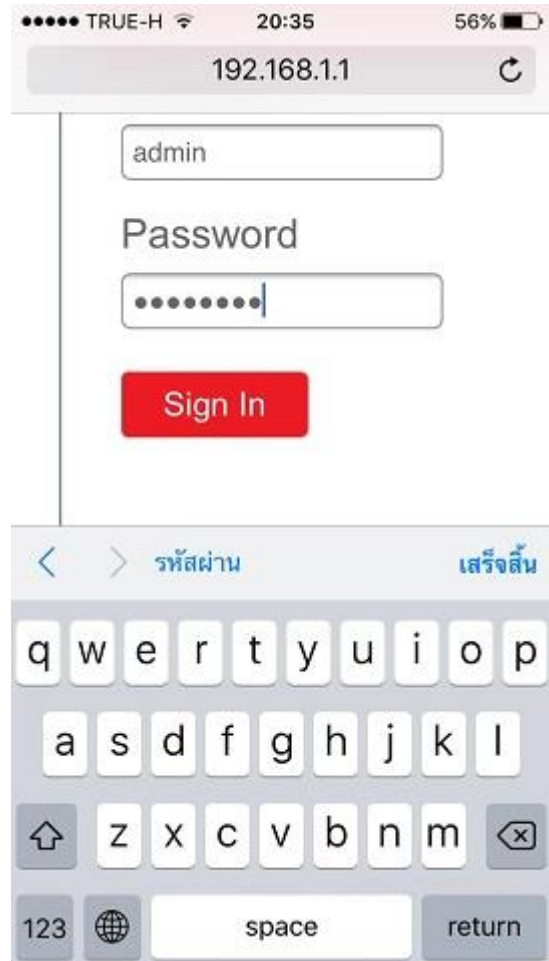 TRUE-H 20:35 56%
192.168.1.1
admin
Password
••••••••
Sign In
รหัสผ่าน เสร็จสิ้น
q w e r t y u i o p
a s d f g h j k l
z x c v b n m
123 space return